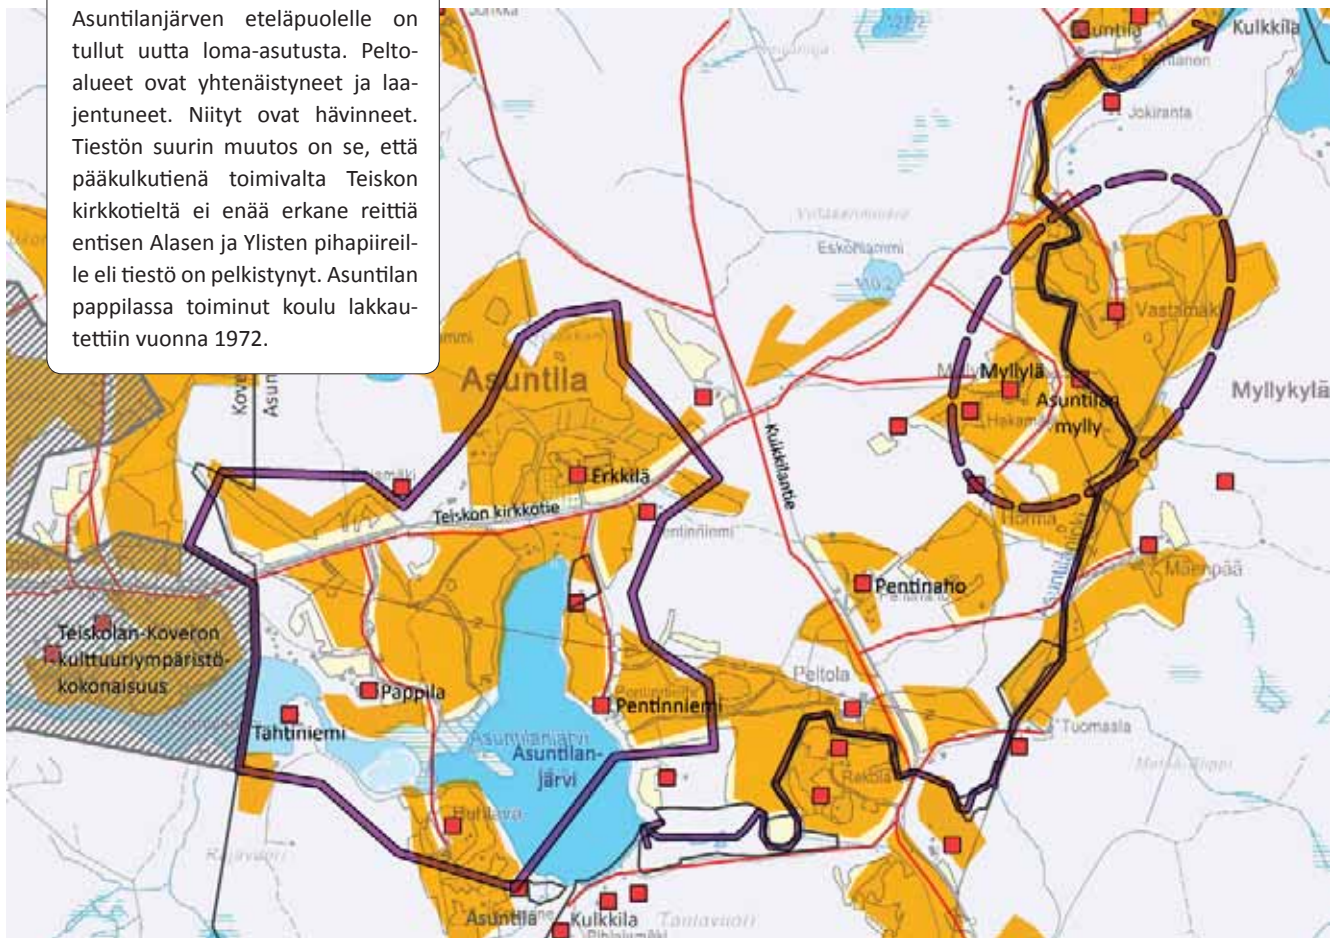 Asuntilanjärven eteläpuolelle on
tullut uutta loma-asutusta. Pelto-
alueet ovat yhtenäistyneet ja laa-
jentuneet. Niityt ovat hävinneet.
Tiestön suurin muutos on se, että
pääkulkutienä toimivalta Teiskon
kirkkotieltä ei enää erkane reittiä
entisen Alasen ja Ylisten pihapiireil-
le eli tiestö on pelkistynyt. Asuntilan
pappilassa toiminut koulu lakkau-
tettiin vuonna 1972.
Kulkkila
Jokiranta
Vastamäki
Myllylä
Asuntilan
mylly
Myllykylä
Asuntila
Erkkilä
Teiskon kirkkotie
Kulkkilantie
Pentinaho
Mäenpää
Peltola
Tuomaala
Teiskolan-Koveron
kulttuuriympäristö-
kokonaisuus
Pappila
Tähtiniemi
Pentinniemi
Asuntilanjärvi
Asuntilan-
järvi
Huhtava
Rajavuori
Asuntila
Kulkkila
Tanlavuori
Pihlajamäki